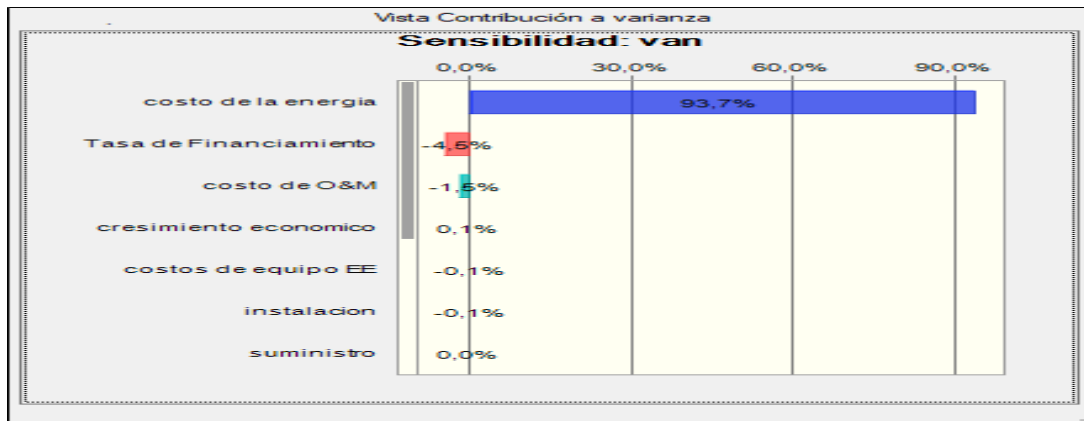 Vista Contribución a varianza
Sensibilidad: van
0,0% 30,0% 60,0% 90,0%
costo de la energia 93,7%
Tasa de Financiamiento -4,5%
costo de O&M -1,5%
cresimiento economico 0,1%
costos de equipo EE -0,1%
instalacion -0,1%
suministro 0,0%